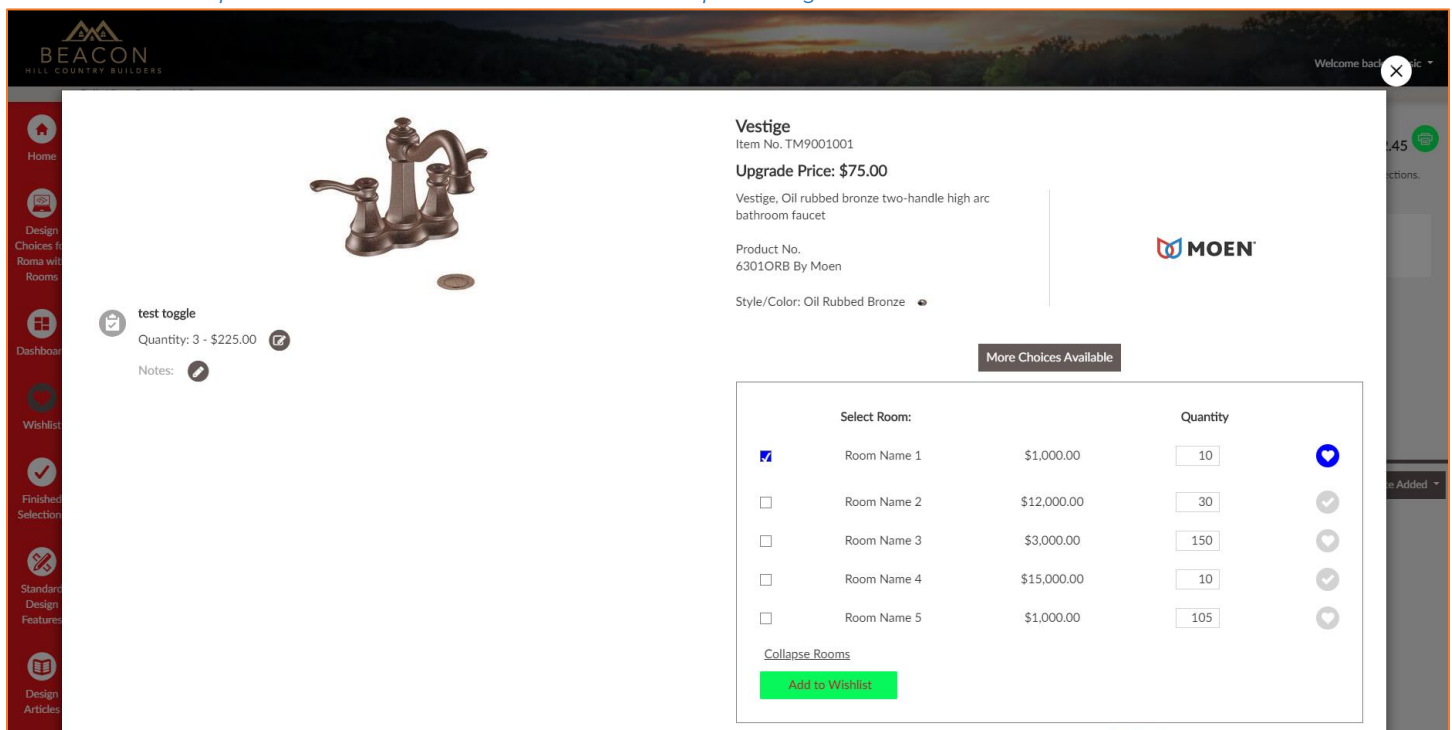 BEACON
HILL COUNTRY BUILDERS
Welcome back
Home
Design
Choices fo
Roma wit
Rooms
Dashboar
Wishlist
Finished
Selection
Standard
Design
Features
Design
Articles
test toggle
Quantity: 3 - $225.00
Notes:
Vestige
Item No. TM9001001
Upgrade Price: $75.00
Vestige, Oil rubbed bronze two-handle high arc
bathroom faucet
Product No.
6301ORB By Moen
Style/Color: Oil Rubbed Bronze
MOEN
More Choices Available
Select Room: Quantity
Room Name 1 $1,000.00 10
Room Name 2 $12,000.00 30
Room Name 3 $3,000.00 150
Room Name 4 $15,000.00 10
Room Name 5 $1,000.00 105
Collapse Rooms
Add to Wishlist
.45
ections.
te Added